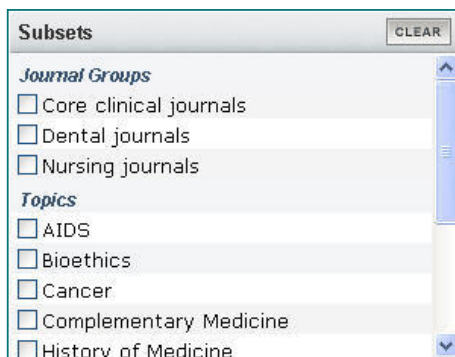 Subsets CLEAR
Journal Groups
Core clinical journals
Dental journals
Nursing journals
Topics
AIDS
Bioethics
Cancer
Complementary Medicine
History of Medicine